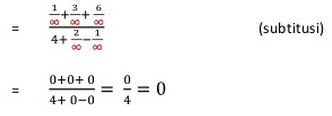 = (1/∞ + 3/∞ + 6/∞) / (4 + 2/∞ − 1/∞) (subtitusi)
= (0+0+ 0) / (4+ 0−0) = 0/4 = 0